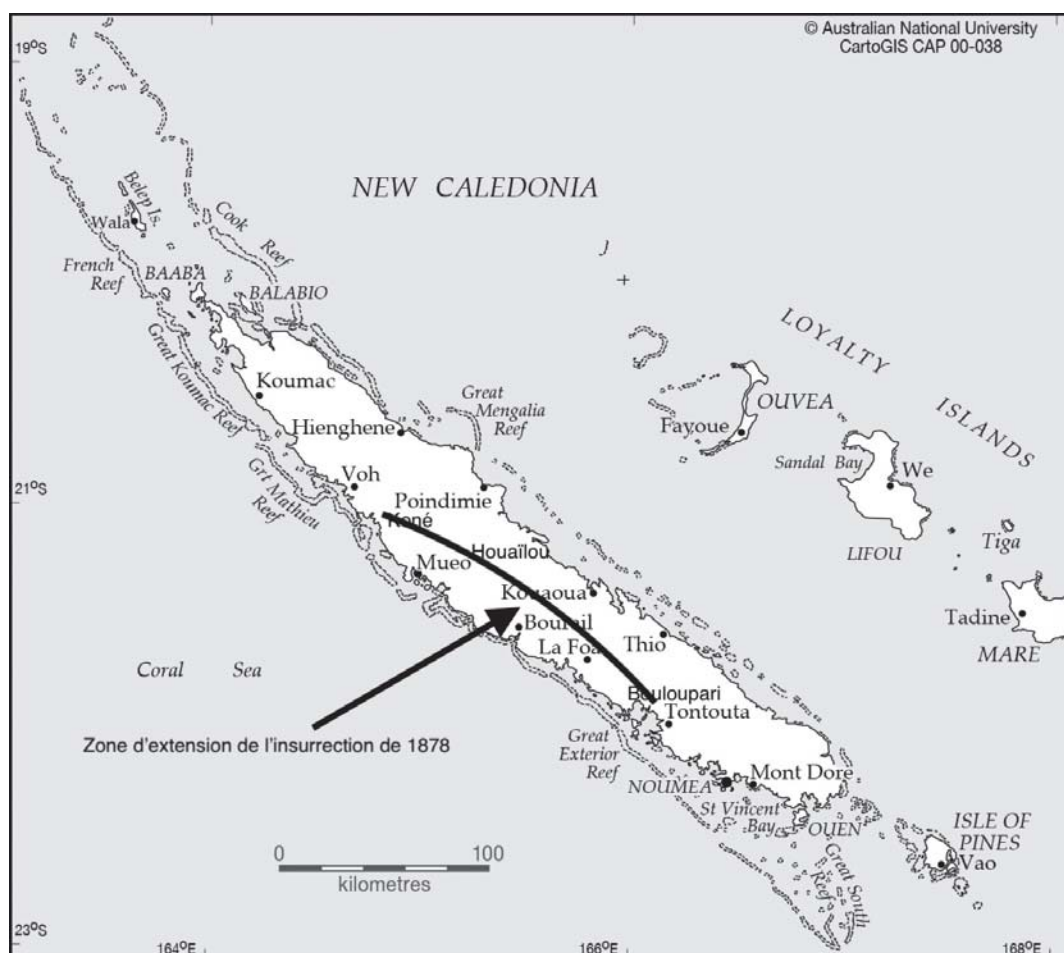 © Australian National University
CartoGIS CAP 00-038
19°S
NEW CALEDONIA
Belep Is.
Wala
Cook Reef
French
Reef
BAABA
BALABIO
LOYALTY ISLANDS
Great Koumac Reef
Koumac
Great
Mengalia
Reef
OUVEA
Hienghene
Fayoue
Sandal Bay
We
Voh
21°S
Grt Mathieu
Reef
Poindimie
Koné
LIFOU
Tiga
Houaïlou
Mueo
Kouaoua
Tadine
Bourail
Thio
La Foa
MARE
Coral Sea
Bouloupari
Tontouta
Zone d'extension de l'insurrection de 1878
Great
Exterior
Reef
NOUMEA
Mont Dore
St Vincent
Bay
OUEN
ISLE OF
PINES
Vao
Great South
Reef
0 100
kilometres
23°S
164°E
166°E
168°E